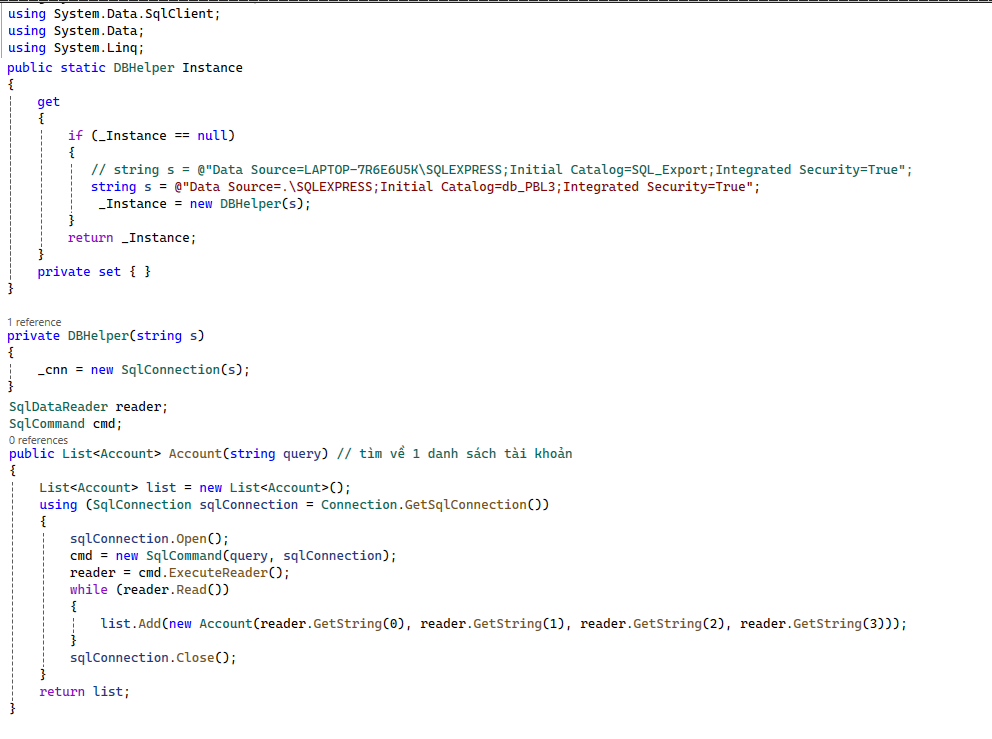 using System.Data.SqlClient;
using System.Data;
using System.Linq;
public static DBHelper Instance
{
get
{
if (_Instance == null)
{
// string s = @"Data Source=LAPTOP-7R6E6U5K\SQLEXPRESS;Initial Catalog=SQL_Export;Integrated Security=True";
string s = @"Data Source=.\SQLEXPRESS;Initial Catalog=db_PBL3;Integrated Security=True";
_Instance = new DBHelper(s);
}
return _Instance;
}
private set { }
}
1 reference
private DBHelper(string s)
{
_cnn = new SqlConnection(s);
}
SqlDataReader reader;
SqlCommand cmd;
0 references
public List<Account> Account(string query) // tìm về 1 danh sách tài khoản
{
List<Account> list = new List<Account>();
using (SqlConnection sqlConnection = Connection.GetSqlConnection())
{
sqlConnection.Open();
cmd = new SqlCommand(query, sqlConnection);
reader = cmd.ExecuteReader();
while (reader.Read())
{
list.Add(new Account(reader.GetString(0), reader.GetString(1), reader.GetString(2), reader.GetString(3)));
}
sqlConnection.Close();
}
return list;
}